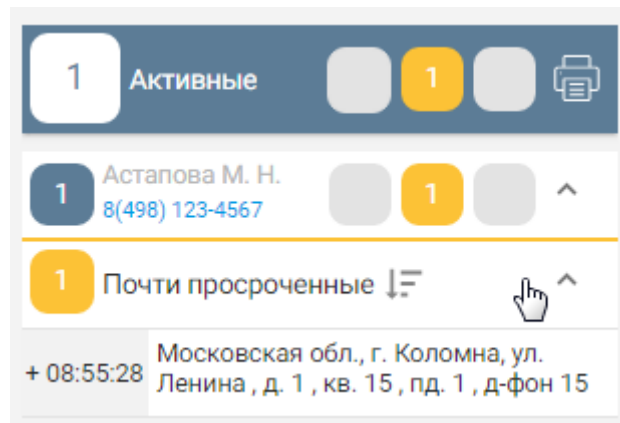 1 Активные 1
1 Астапова М. Н. 1
8(498) 123-4567
1 Почти просроченные
+ 08:55:28 Московская обл., г. Коломна, ул.
Ленина , д. 1 , кв. 15 , пд. 1 , д-фон 15